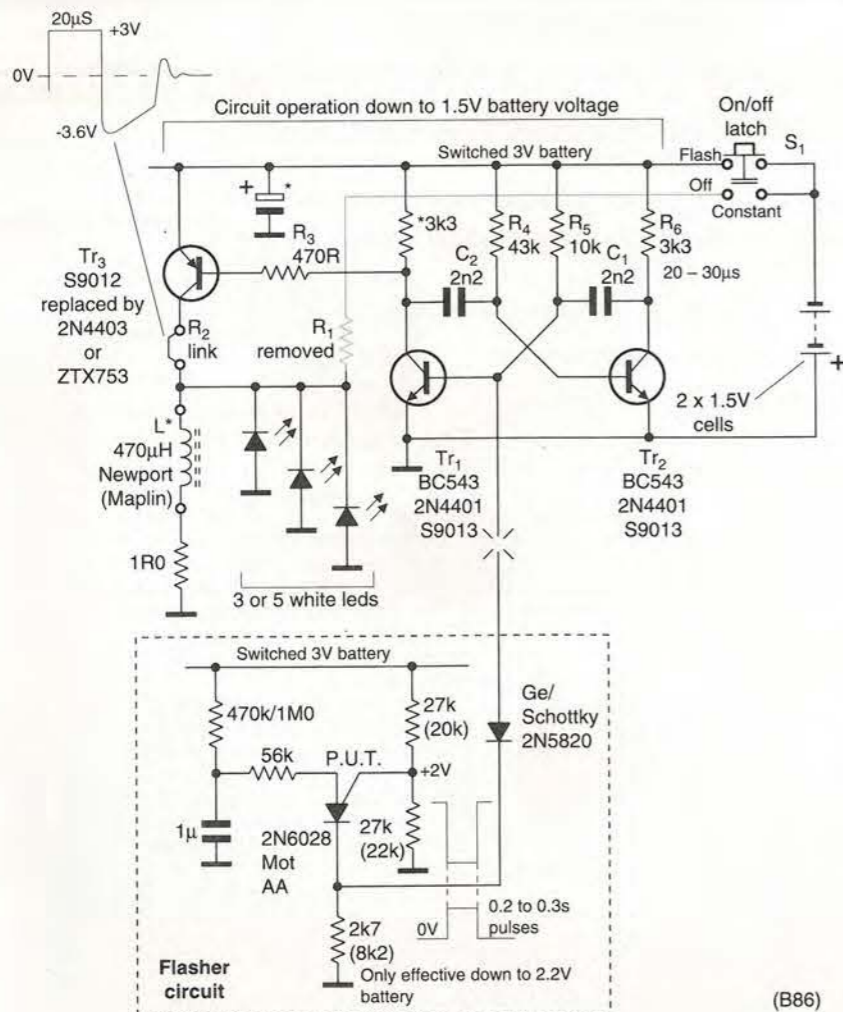 20µS
+3V
0V
-3.6V
Circuit operation down to 1.5V battery voltage
On/off
latch
S1
Switched 3V battery
Flash
Off
Constant
+
*
R3
470R
*3k3
R4
43k
R5
10k
R6
3k3
C2
2n2
C1
2n2
20 – 30µs
Tr3
S9012
replaced by
2N4403
or
ZTX753
R2
link
R1
removed
2 x 1.5V
cells
+
L*
470µH
Newport
(Maplin)
Tr1
BC543
2N4401
S9013
Tr2
BC543
2N4401
S9013
1R0
3 or 5 white leds
Switched 3V battery
470k/1M0
27k
(20k)
Ge/
Schottky
2N5820
56k
P.U.T.
+2V
1µ
2N6028
Mot
AA
27k
(22k)
0V
0.2 to 0.3s
pulses
2k7
(8k2)
Flasher
circuit
Only effective down to 2.2V
battery
(B86)